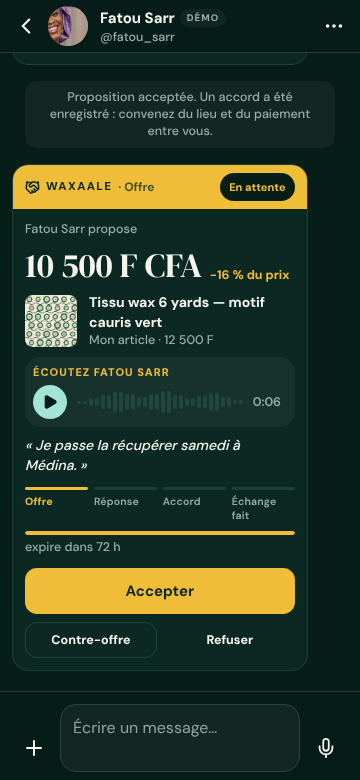 Fatou Sarr DÉMO
@fatou_sarr
Proposition acceptée. Un accord a été
enregistré : convenez du lieu et du paiement
entre vous.
WAXAALE · Offre En attente
Fatou Sarr propose
10 500 F CFA -16 % du prix
Tissu wax 6 yards — motif
cauris vert
Mon article · 12 500 F
ÉCOUTEZ FATOU SARR
0:06
« Je passe la récupérer samedi à
Médina. »
Offre Réponse Accord Échange
fait
expire dans 72 h
Accepter
Contre-offre Refuser
Écrire un message...